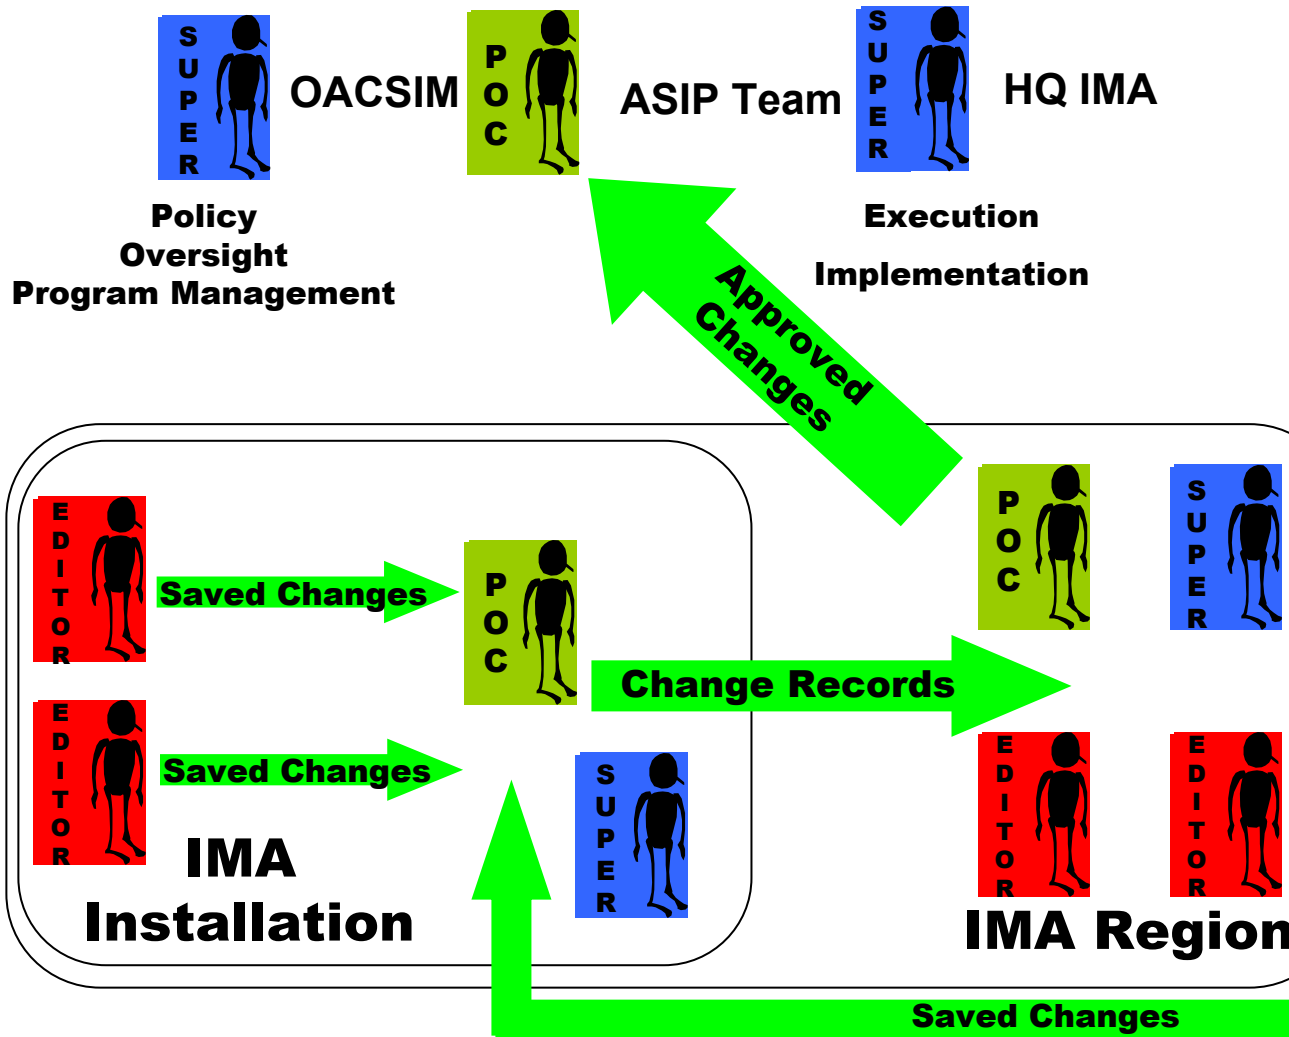 SUPER
OACSIM
POC
ASIP Team
SUPER
HQ IMA
Policy
Oversight
Program Management
Execution
Implementation
Approved
Changes
EDITOR
Saved Changes
POC
Change Records
POC
SUPER
EDITOR
Saved Changes
SUPER
EDITOR
EDITOR
IMA
Installation
IMA Region
Saved Changes